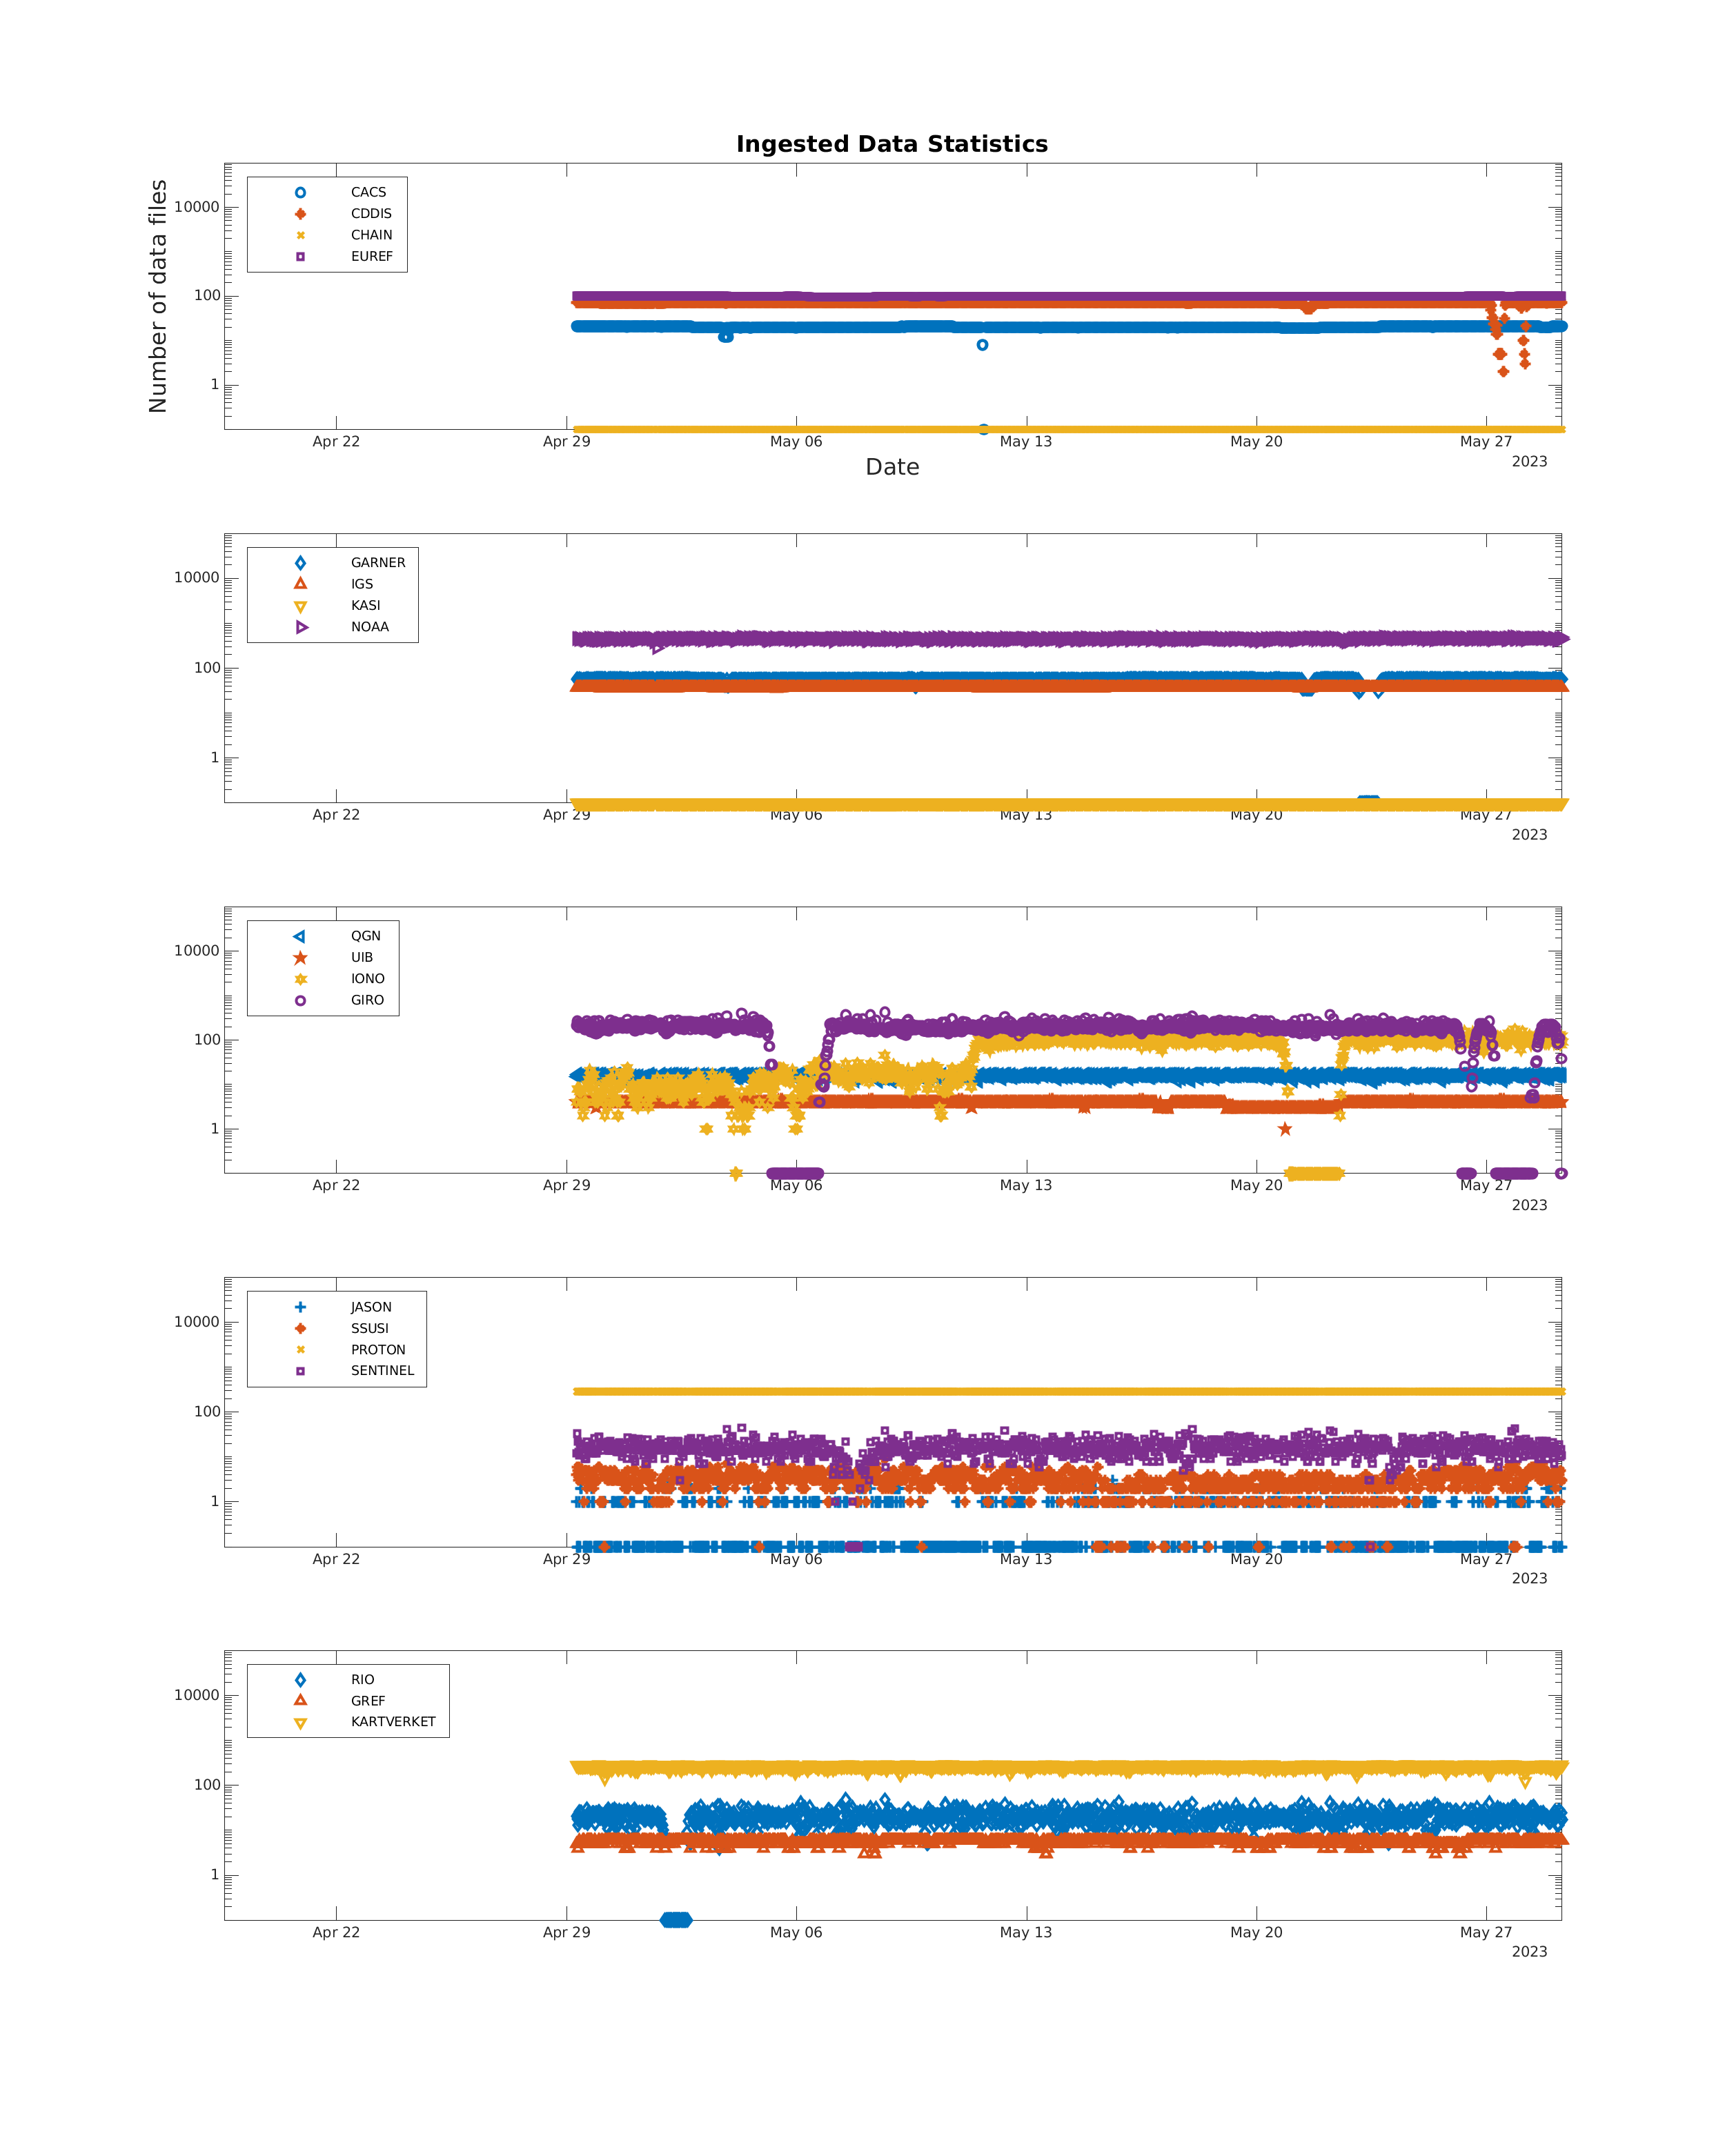 Ingested Data Statistics
Number of data files
10000
100
1
CACS
CDDIS
CHAIN
EUREF
Apr 22 Apr 29 May 06 May 13 May 20 May 27
2023
Date
10000
100
1
GARNER
IGS
KASI
NOAA
Apr 22 Apr 29 May 06 May 13 May 20 May 27
2023
10000
100
1
QGN
UIB
IONO
GIRO
Apr 22 Apr 29 May 06 May 13 May 20 May 27
2023
10000
100
1
JASON
SSUSI
PROTON
SENTINEL
Apr 22 Apr 29 May 06 May 13 May 20 May 27
2023
10000
100
1
RIO
GREF
KARTVERKET
Apr 22 Apr 29 May 06 May 13 May 20 May 27
2023